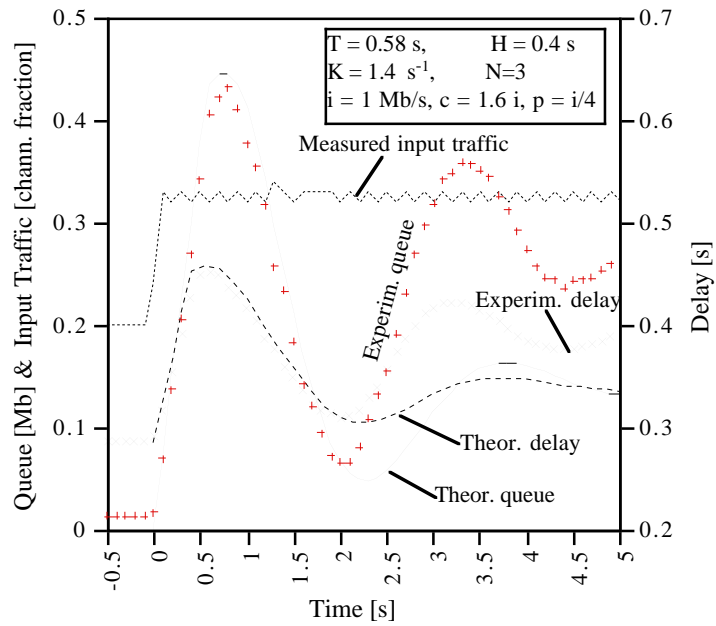 0.5
0.4
0.3
0.2
0.1
0
Queue [Mb] & Input Traffic [chann. fraction]
T = 0.58 s, H = 0.4 s
K = 1.4 s-1, N=3
i = 1 Mb/s, c = 1.6 i, p = i/4
Measured input traffic
Experim. queue
Experim. delay
Theor. delay
Theor. queue
0.7
0.6
0.5
0.4
0.3
0.2
Delay [s]
-0.5
0
0.5
1
1.5
2
2.5
3
3.5
4
4.5
5
Time [s]